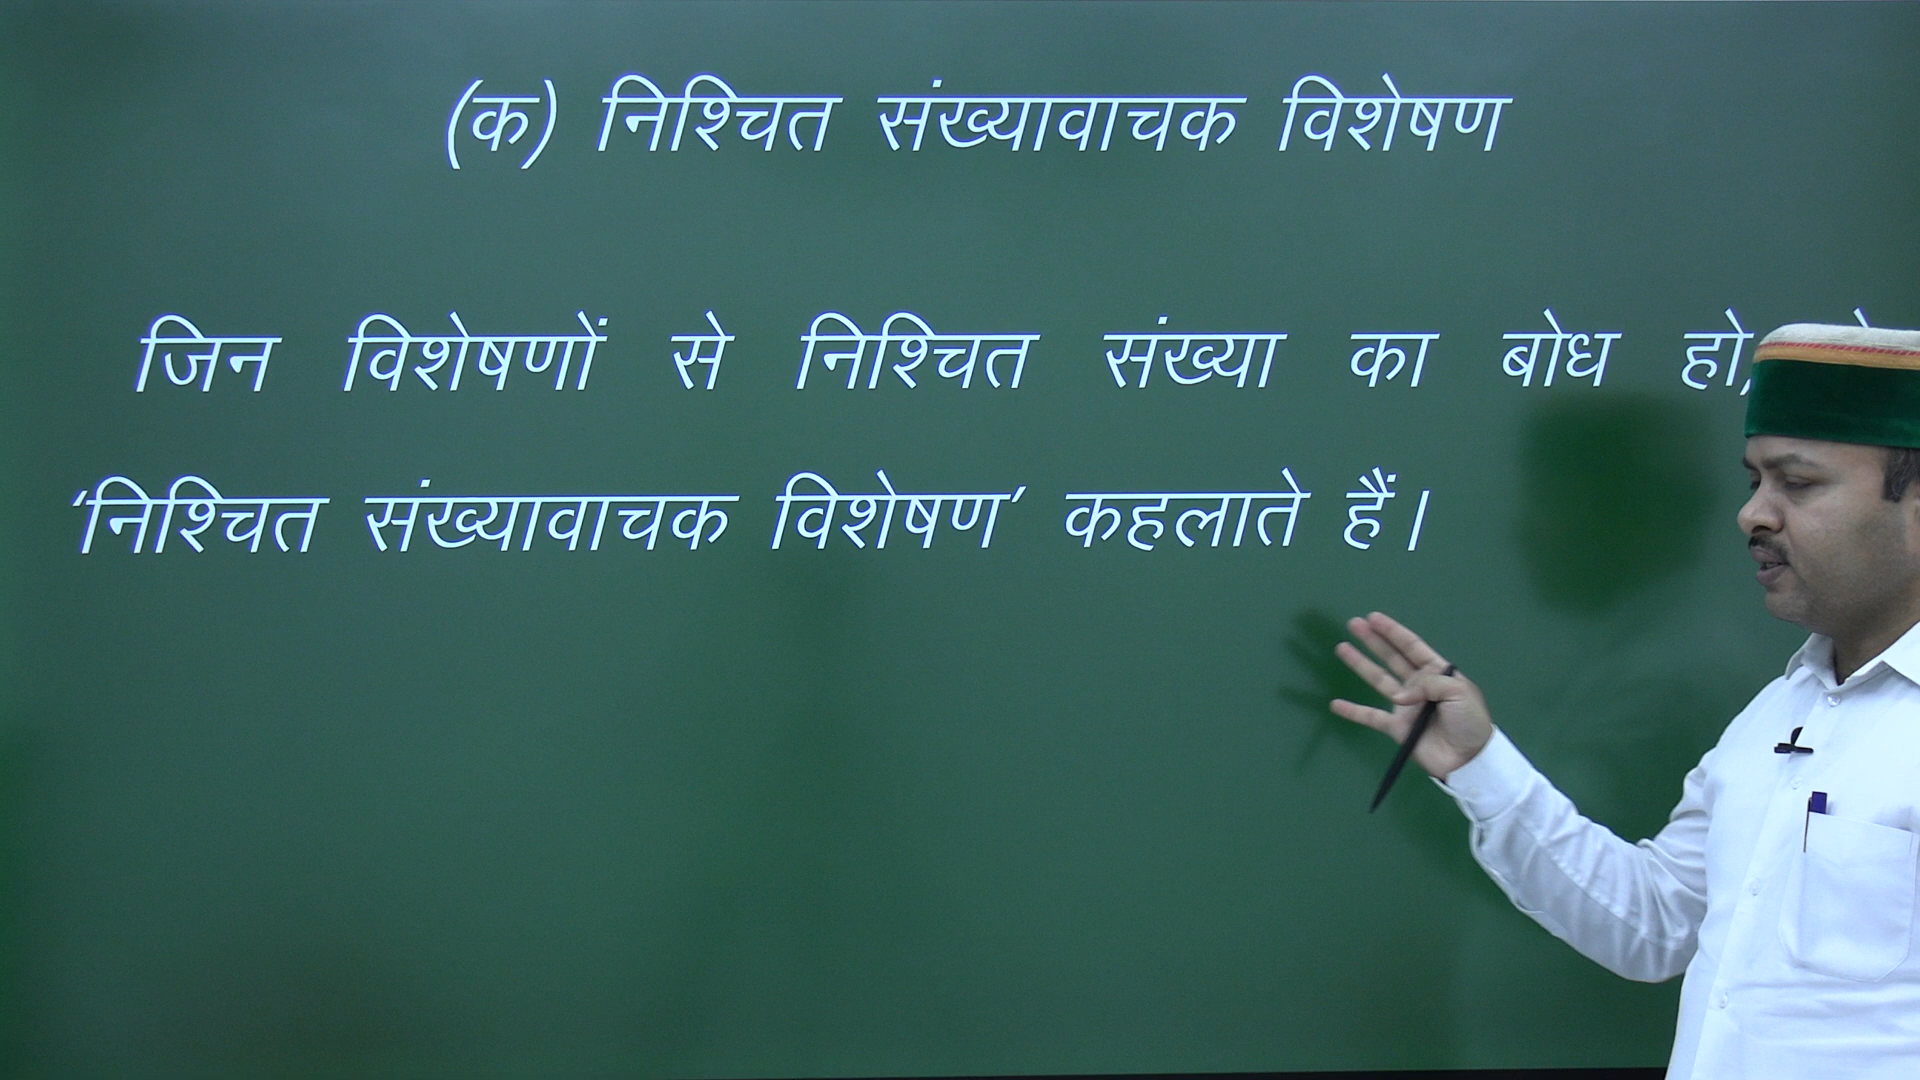 (क) निश्चित संख्यावाचक विशेषण
जिन विशेषणों से निश्चित संख्या का बोध हो,
‘निश्चित संख्यावाचक विशेषण’ कहलाते हैं।